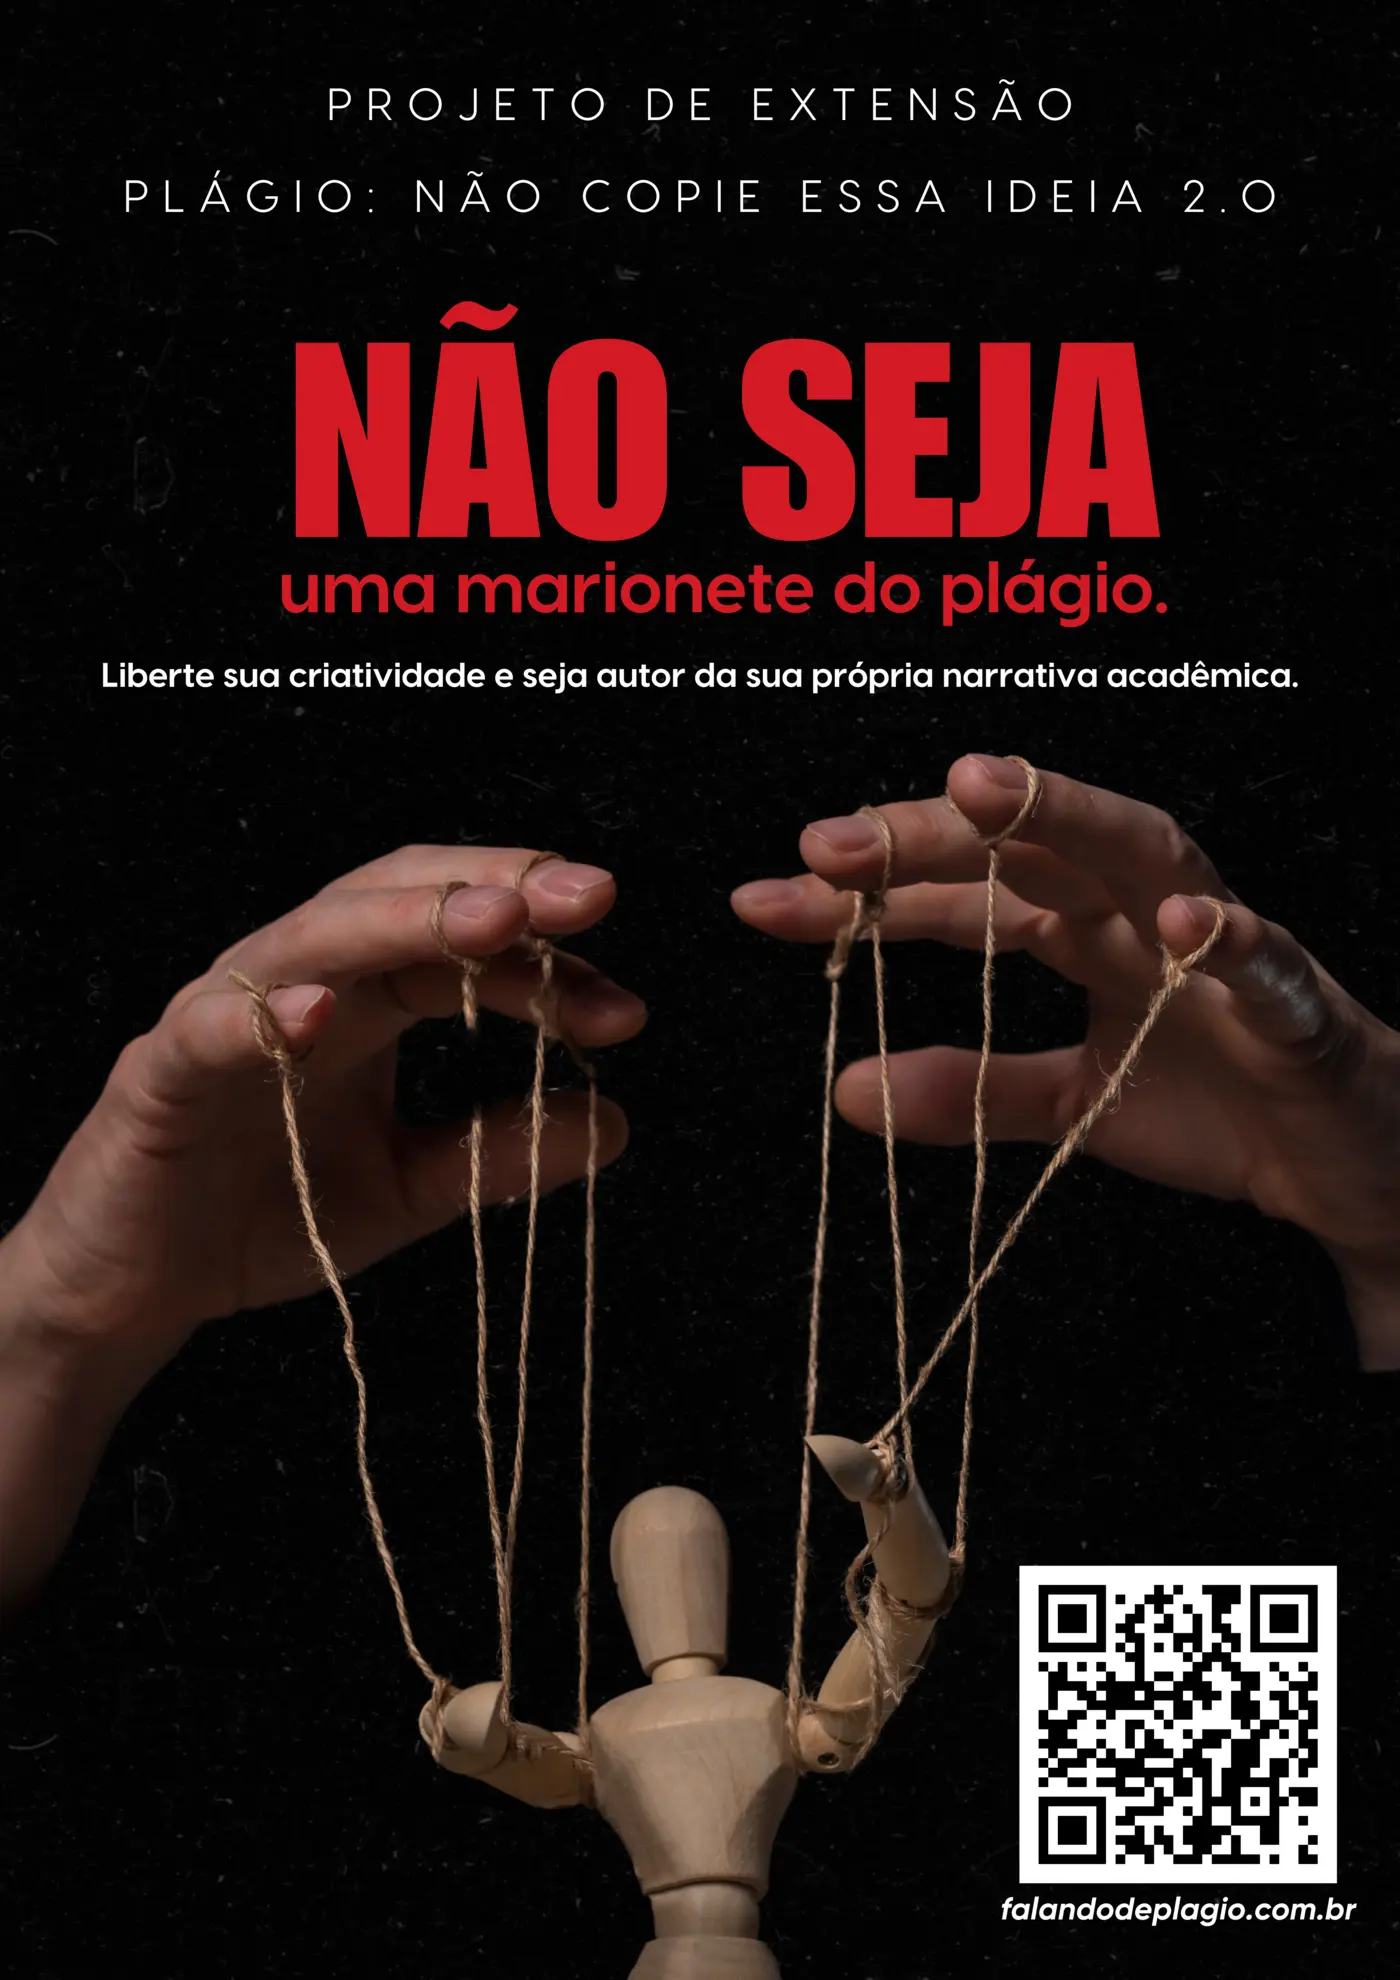 PROJETO DE EXTENSÃO
PLÁGIO: NÃO COPIE ESSA IDEIA 2.0
NÃO SEJA
uma marionete do plágio.
Liberte sua criatividade e seja autor da sua própria narrativa acadêmica.
falandodeplagio.com.br